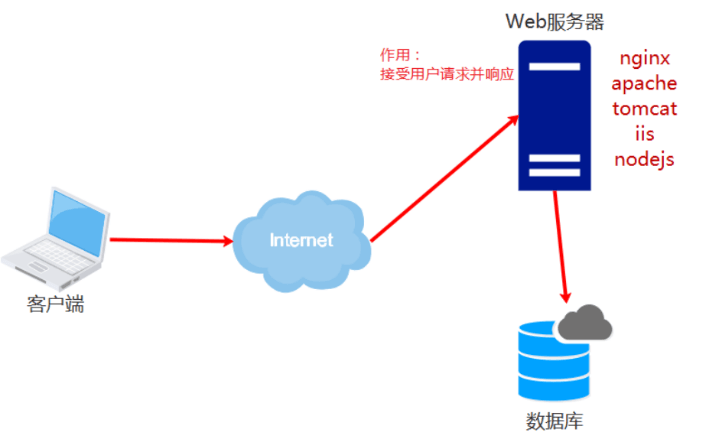 Web服务器
作用：
接受用户请求并响应
nginx
apache
tomcat
iis
nodejs
Internet
客户端
数据库